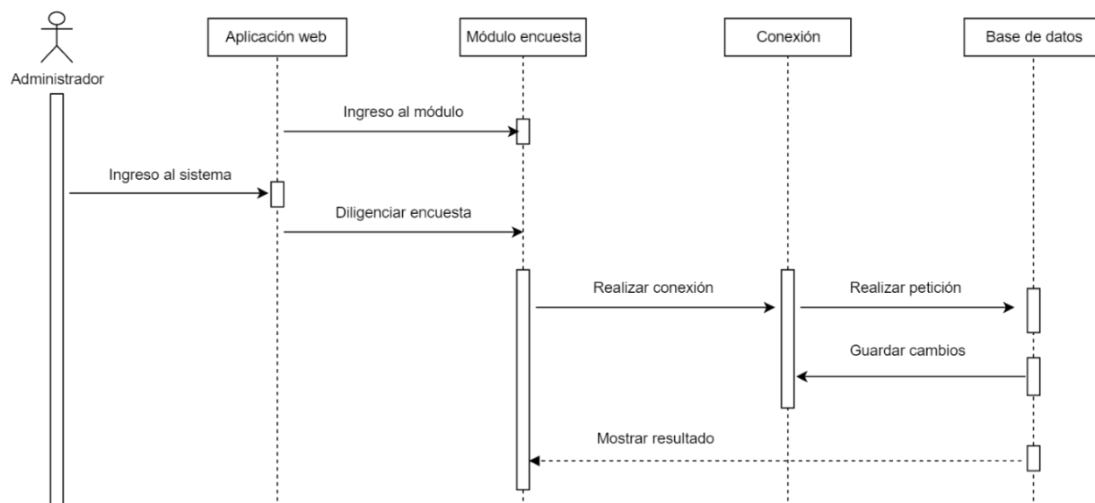 Aplicación web
Módulo encuesta
Conexión
Base de datos
Administrador
Ingreso al módulo
Ingreso al sistema
Diligenciar encuesta
Realizar conexión
Realizar petición
Guardar cambios
Mostrar resultado